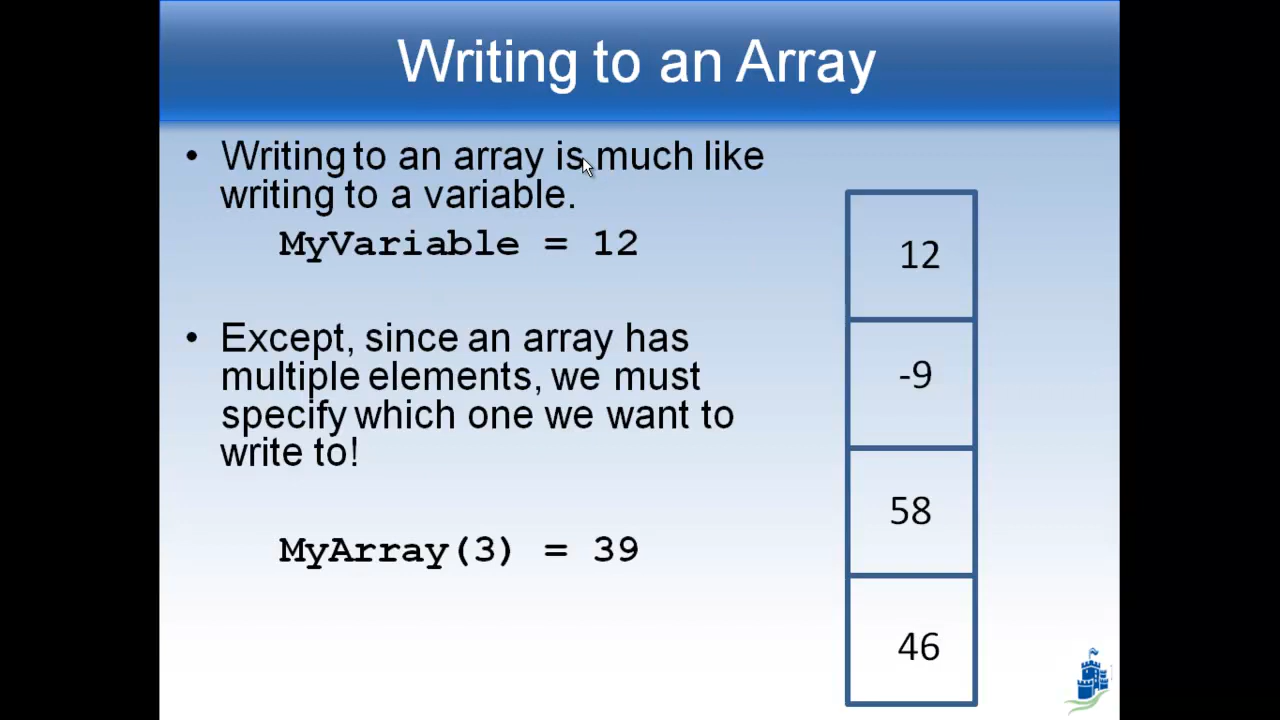 Writing to an Array
• Writing to an array is much like
writing to a variable.
MyVariable = 12
• Except, since an array has
multiple elements, we must
specify which one we want to
write to!
MyArray(3) = 39
12
-9
58
46